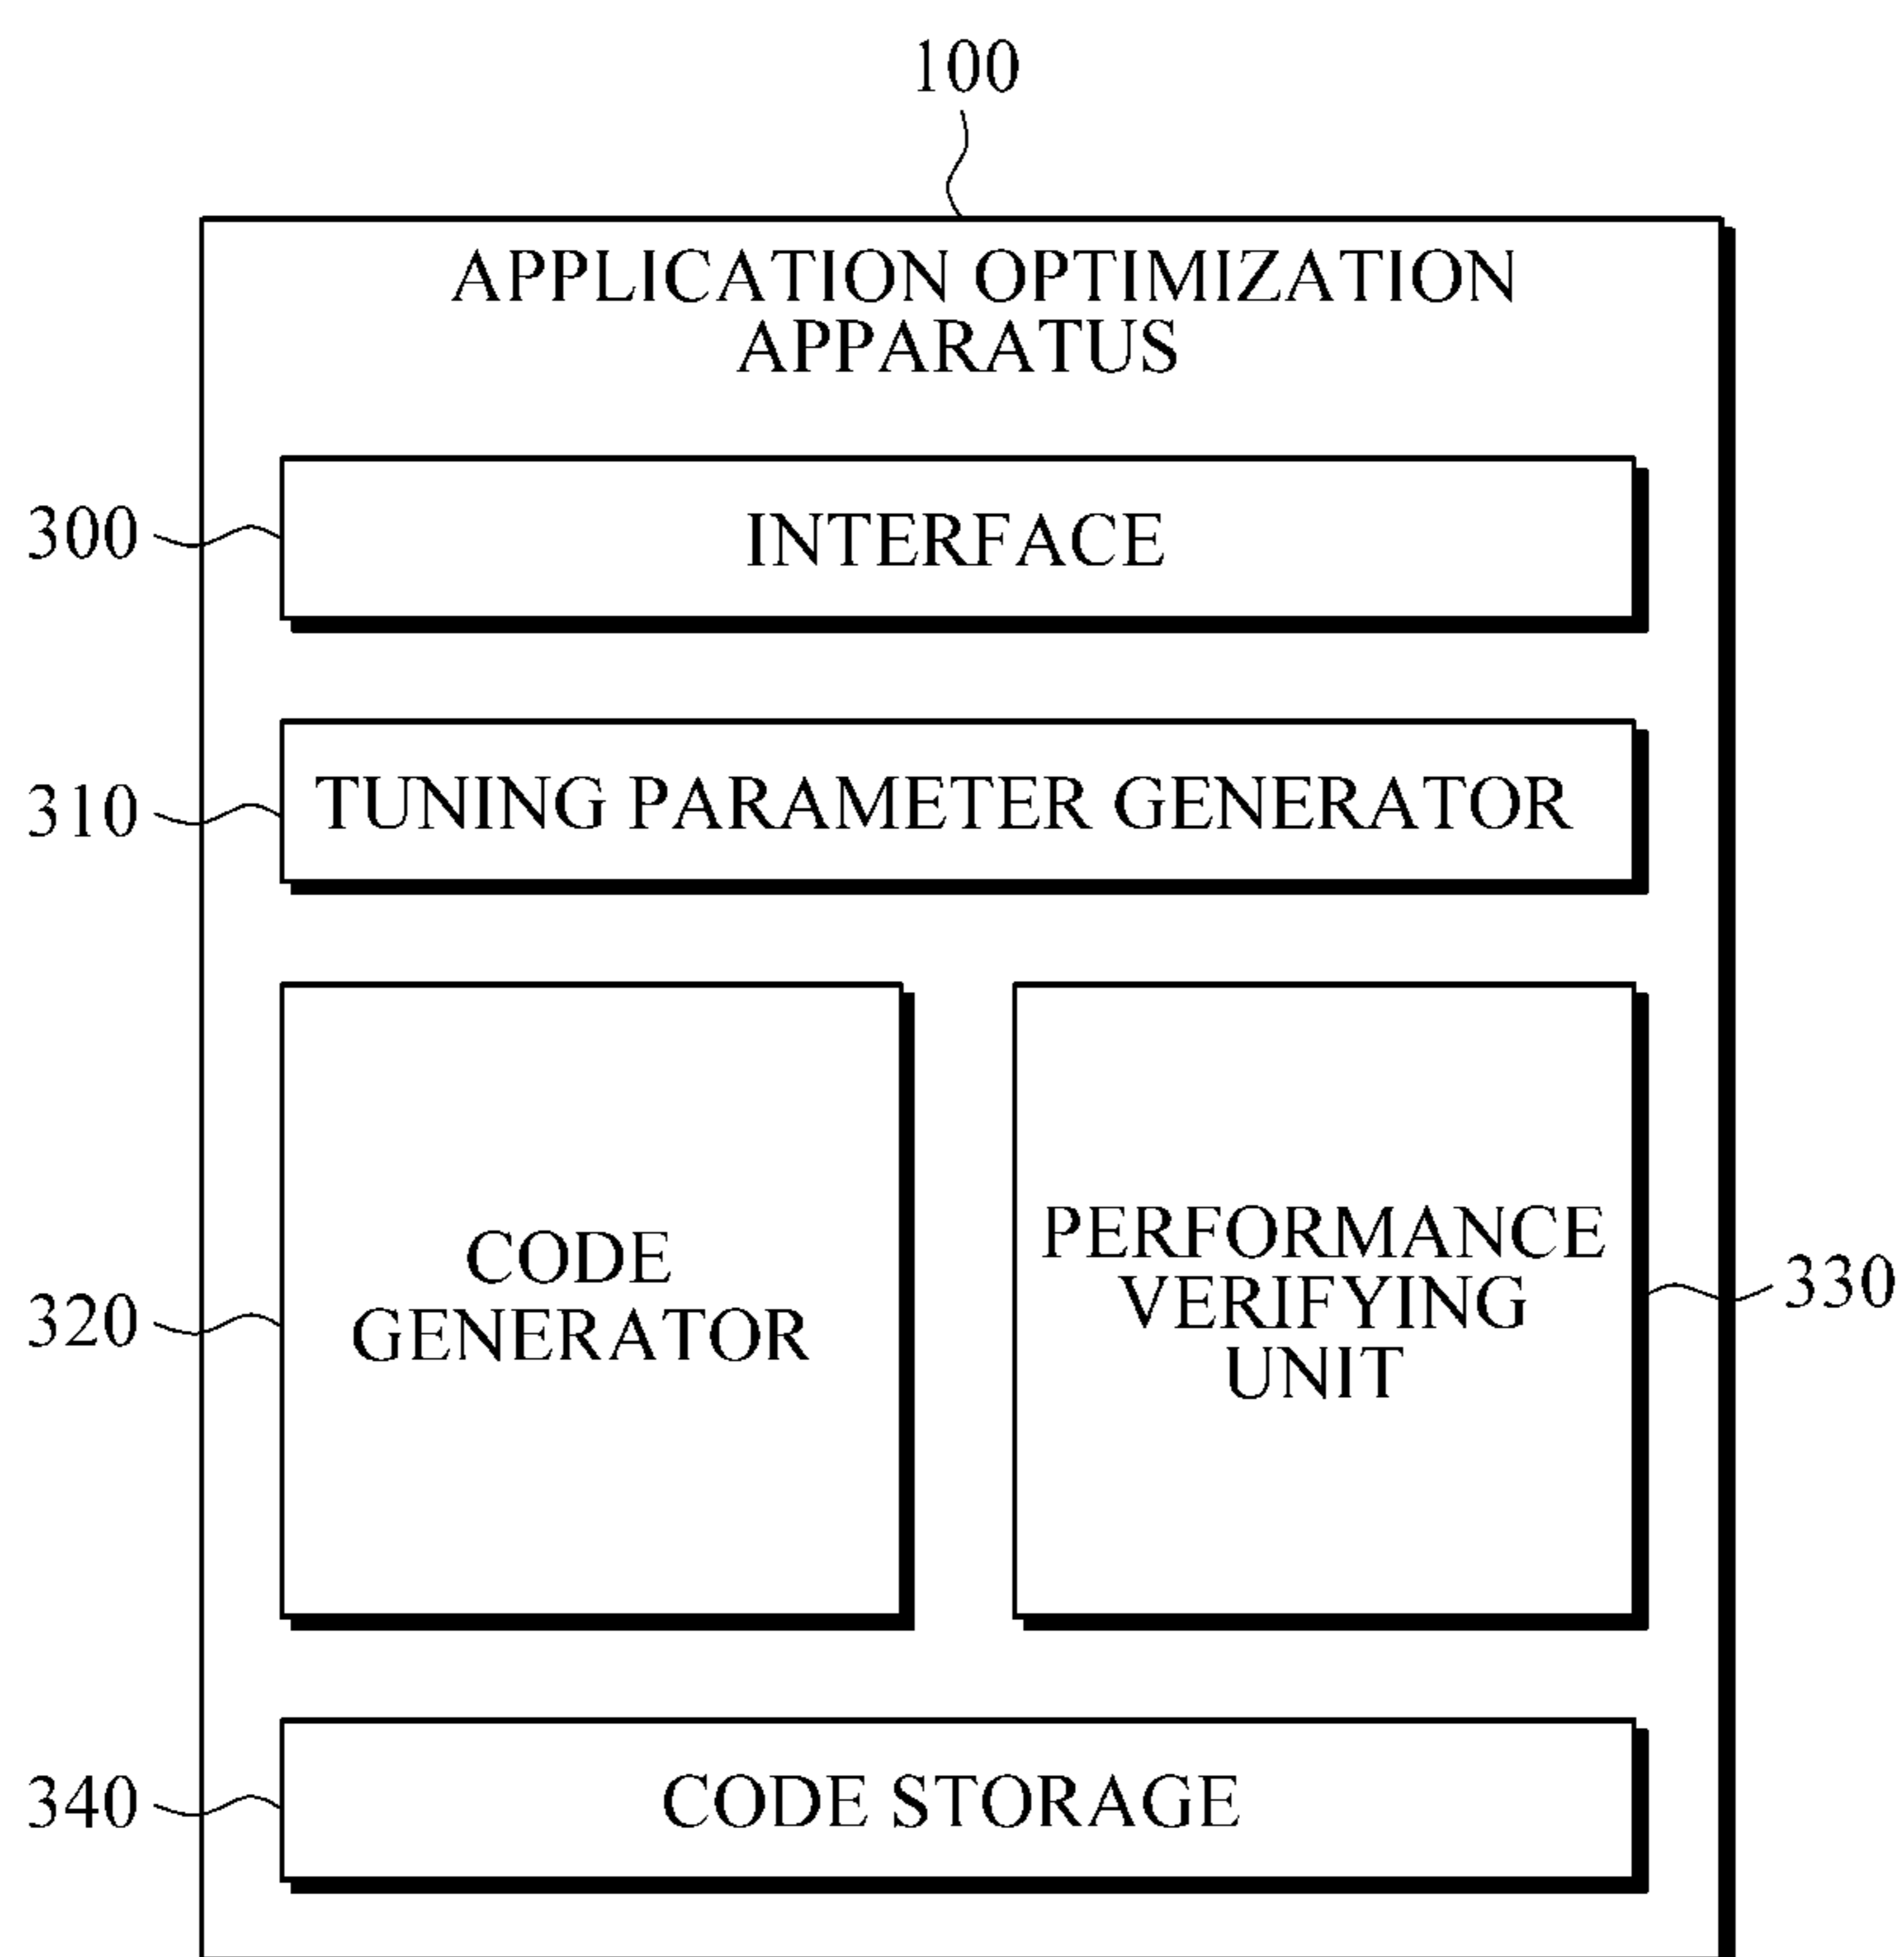 100
APPLICATION OPTIMIZATION
APPARATUS
300
INTERFACE
310
TUNING PARAMETER GENERATOR
320
CODE
GENERATOR
PERFORMANCE
VERIFYING
UNIT
330
340
CODE STORAGE